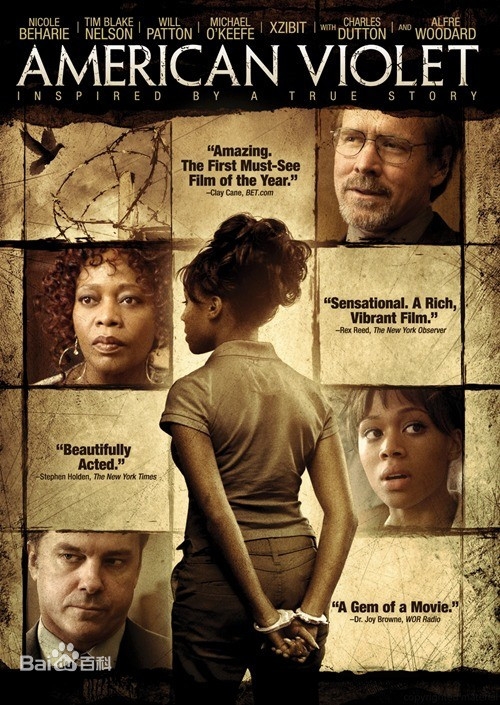 NICOLE BEHARIE | TIM BLAKE NELSON | WILL PATTON | MICHAEL O'KEEFE | XZIBIT | WITH CHARLES DUTTON | AND ALFRE WOODARD
AMERICAN VIOLET
INSPIRED BY A TRUE STORY
“Amazing.
The First Must-See
Film of the Year.”
–Clay Cane, BET.com
“Sensational. A Rich,
Vibrant Film.”
–Rex Reed, The New York Observer
“Beautifully
Acted.”
–Stephen Holden, The New York Times
“A Gem of a Movie.”
–Dr. Joy Browne, WOR Radio
Bai百科